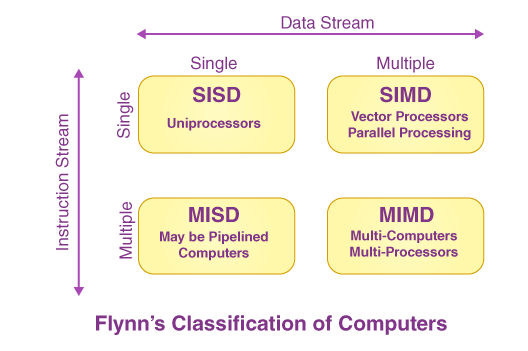 Data Stream
Single
Multiple
Instruction Stream
Single
SISD
Uniprocessors
SIMD
Vector Processors
Parallel Processing
Multiple
MISD
May be Pipelined
Computers
MIMD
Multi-Computers
Multi-Processors
Flynn’s Classification of Computers